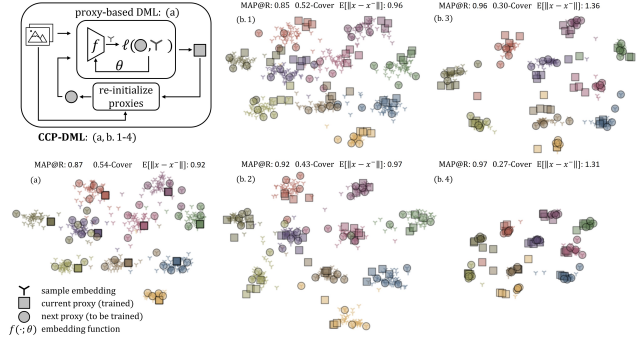 proxy-based DML: (a)
f ℓ( , )
θ
re-initialize
proxies
CCP-DML: (a, b. 1-4)
MAP@R: 0.85 0.52-Cover E[||x − x⁻||]: 0.96
(b. 1)
MAP@R: 0.96 0.30-Cover E[||x − x⁻||]: 1.36
(b. 3)
MAP@R: 0.87 0.54-Cover E[||x − x⁻||]: 0.92
(a)
MAP@R: 0.92 0.43-Cover E[||x − x⁻||]: 0.97
(b. 2)
MAP@R: 0.97 0.27-Cover E[||x − x⁻||]: 1.31
(b. 4)
sample embedding
current proxy (trained)
next proxy (to be trained)
f(·; θ) embedding function